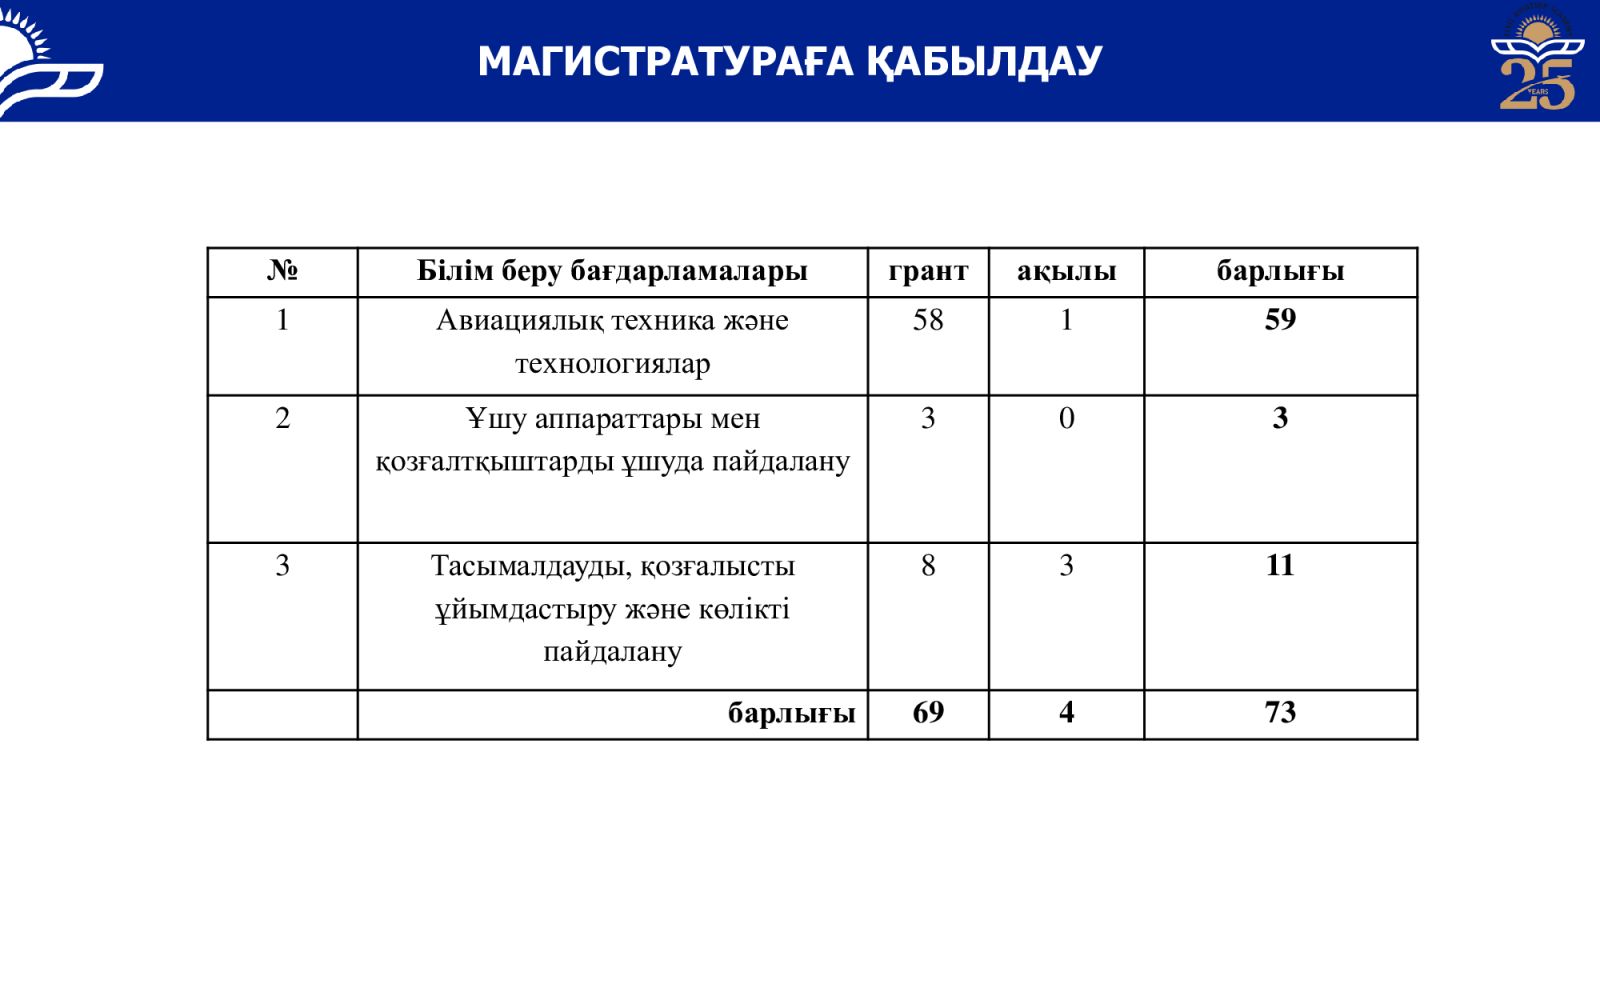 МАГИСТРАТУРАҒА ҚАБЫЛДАУ
25
YEARS
№ Білім беру бағдарламалары грант ақылы барлығы
1 Авиациялық техника және 58 1 59
технологиялар
2 Ұшу аппараттары мен 3 0 3
қозғалтқыштарды ұшуда пайдалану
3 Тасымалдауды, қозғалысты 8 3 11
ұйымдастыру және көлікті
пайдалану
барлығы 69 4 73